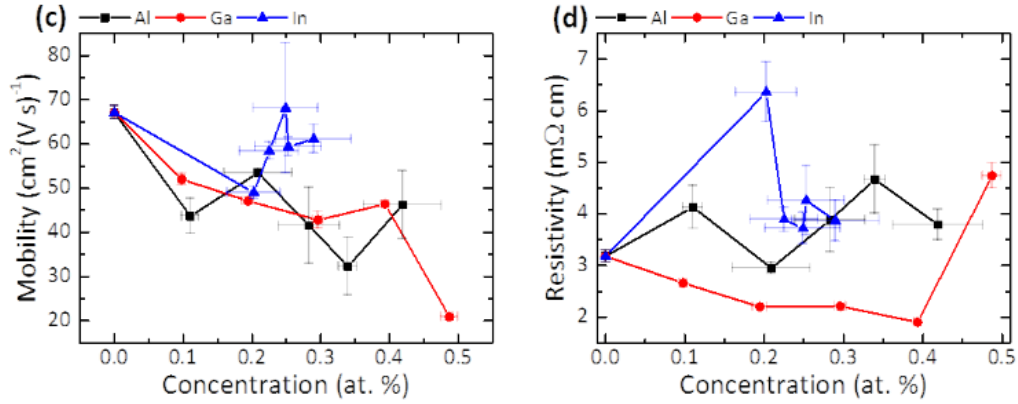 (c) Al Ga In
Mobility (cm² (V s)⁻¹)
80
70
60
50
40
30
20
0.0 0.1 0.2 0.3 0.4 0.5
Concentration (at. %)
(d) Al Ga In
Resistivity (mΩ cm)
7
6
5
4
3
2
0.0 0.1 0.2 0.3 0.4 0.5
Concentration (at. %)